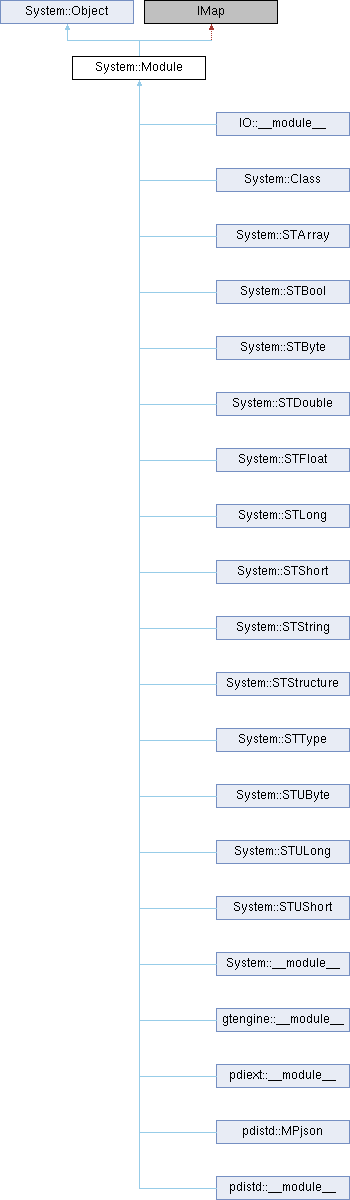 System::Object
IMap
System::Module
IO::__module__
System::Class
System::STArray
System::STBool
System::STByte
System::STDouble
System::STFloat
System::STLong
System::STShort
System::STString
System::STStructure
System::STType
System::STUByte
System::STULong
System::STUShort
System::__module__
gtengine::__module__
pdiext::__module__
pdistd::MPjson
pdistd::__module__